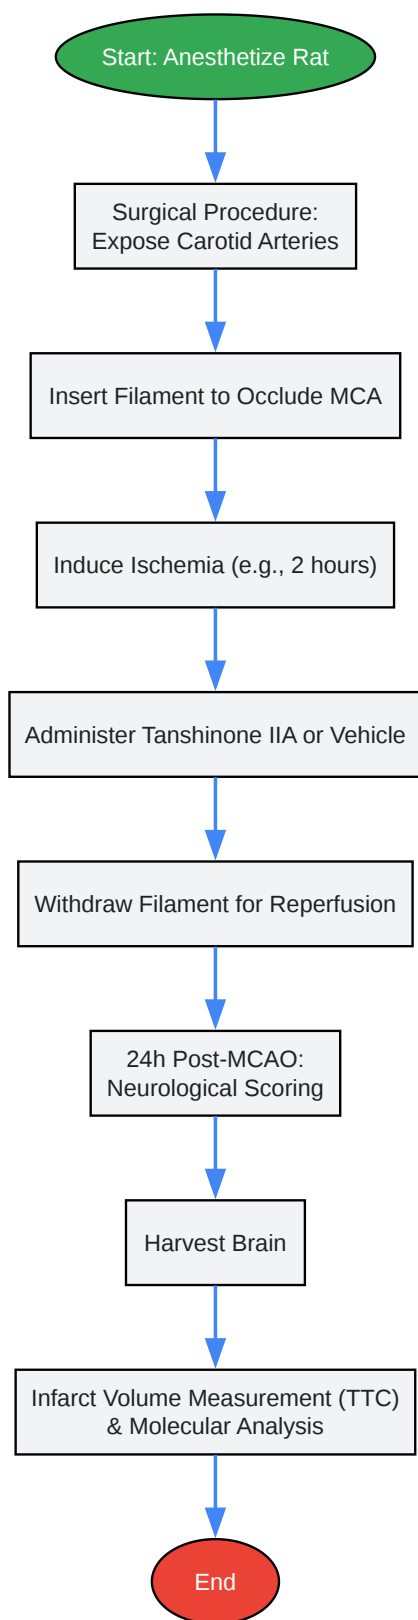 Start: Anesthetize Rat
Surgical Procedure:
Expose Carotid Arteries
Insert Filament to Occlude MCA
Induce Ischemia (e.g., 2 hours)
Administer Tanshinone IIA or Vehicle
Withdraw Filament for Reperfusion
24h Post-MCAO:
Neurological Scoring
Harvest Brain
Infarct Volume Measurement (TTC)
& Molecular Analysis
End